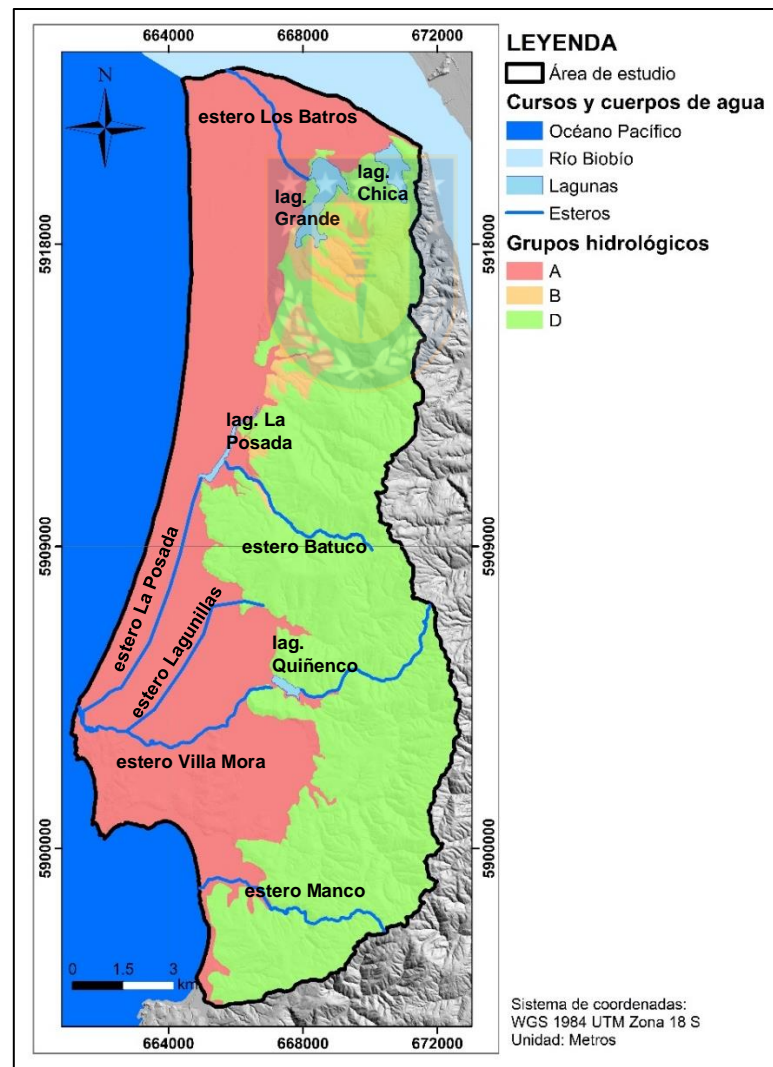 664000 668000 672000
LEYENDA
Área de estudio
Cursos y cuerpos de agua
Océano Pacífico
Río Biobío
Lagunas
Esteros
Grupos hidrológicos
A
B
D
N
estero Los Batros
lag.
Chica
lag.
Grande
5918000
5918000
lag. La
Posada
5909000
5909000
estero Batuco
estero La Posada
estero Lagunillas
lag.
Quiñenco
estero Villa Mora
5900000
5900000
estero Manco
0 1.5 3
km
664000 668000 672000
Sistema de coordenadas:
WGS 1984 UTM Zona 18 S
Unidad: Metros